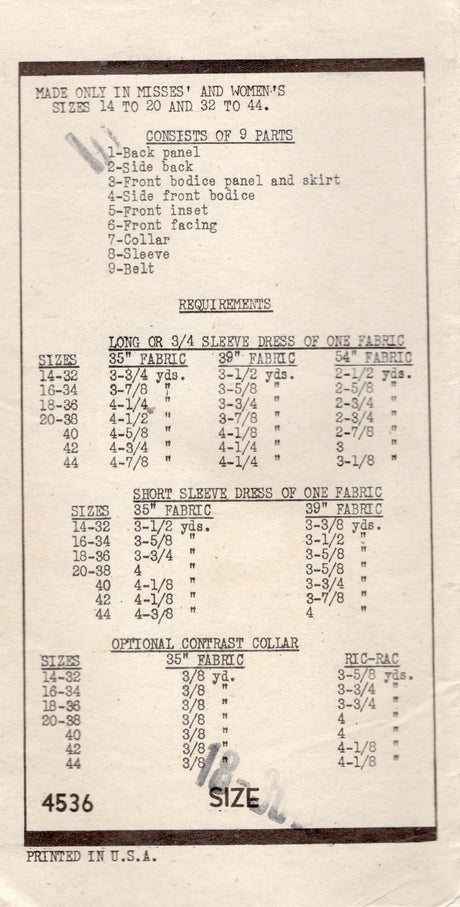 MADE ONLY IN MISSES' AND WOMEN'S
SIZES 14 TO 20 AND 32 TO 44.
CONSISTS OF 9 PARTS
1-Back panel
2-Side back
3-Front bodice panel and skirt
4-Side front bodice
5-Front inset
6-Front facing
7-Collar
8-Sleeve
9-Belt
REQUIREMENTS
LONG OR 3/4 SLEEVE DRESS OF ONE FABRIC
SIZES 35" FABRIC 39" FABRIC 54" FABRIC
14-32 3-3/4 yds. 3-1/2 yds. 2-1/2 yds.
16-34 3-7/8 " 3-5/8 " 2-5/8 "
18-36 4-1/4 " 3-3/4 " 2-3/4 "
20-38 4-1/2 " 3-7/8 " 2-3/4 "
40 4-5/8 " 4-1/8 " 2-7/8 "
42 4-3/4 " 4-1/4 " 3 "
44 4-7/8 " 4-1/4 " 3-1/8 "
SHORT SLEEVE DRESS OF ONE FABRIC
SIZES 35" FABRIC 39" FABRIC
14-32 3-1/2 yds. 3-3/8 yds.
16-34 3-5/8 " 3-1/2 "
18-36 3-3/4 " 3-5/8 "
20-38 4 " 3-5/8 "
40 4-1/8 " 3-3/4 "
42 4-1/8 " 3-7/8 "
44 4-3/8 " 4 "
OPTIONAL CONTRAST COLLAR
SIZES 35" FABRIC RIC-RAC
14-32 3/8 yd. 3-5/8 yds.
16-34 3/8 " 3-3/4 "
18-36 3/8 " 3-3/4 "
20-38 3/8 " 4 "
40 3/8 " 4 "
42 3/8 " 4-1/8 "
44 3/8 " 4-1/8 "
4536 SIZE
PRINTED IN U.S.A.